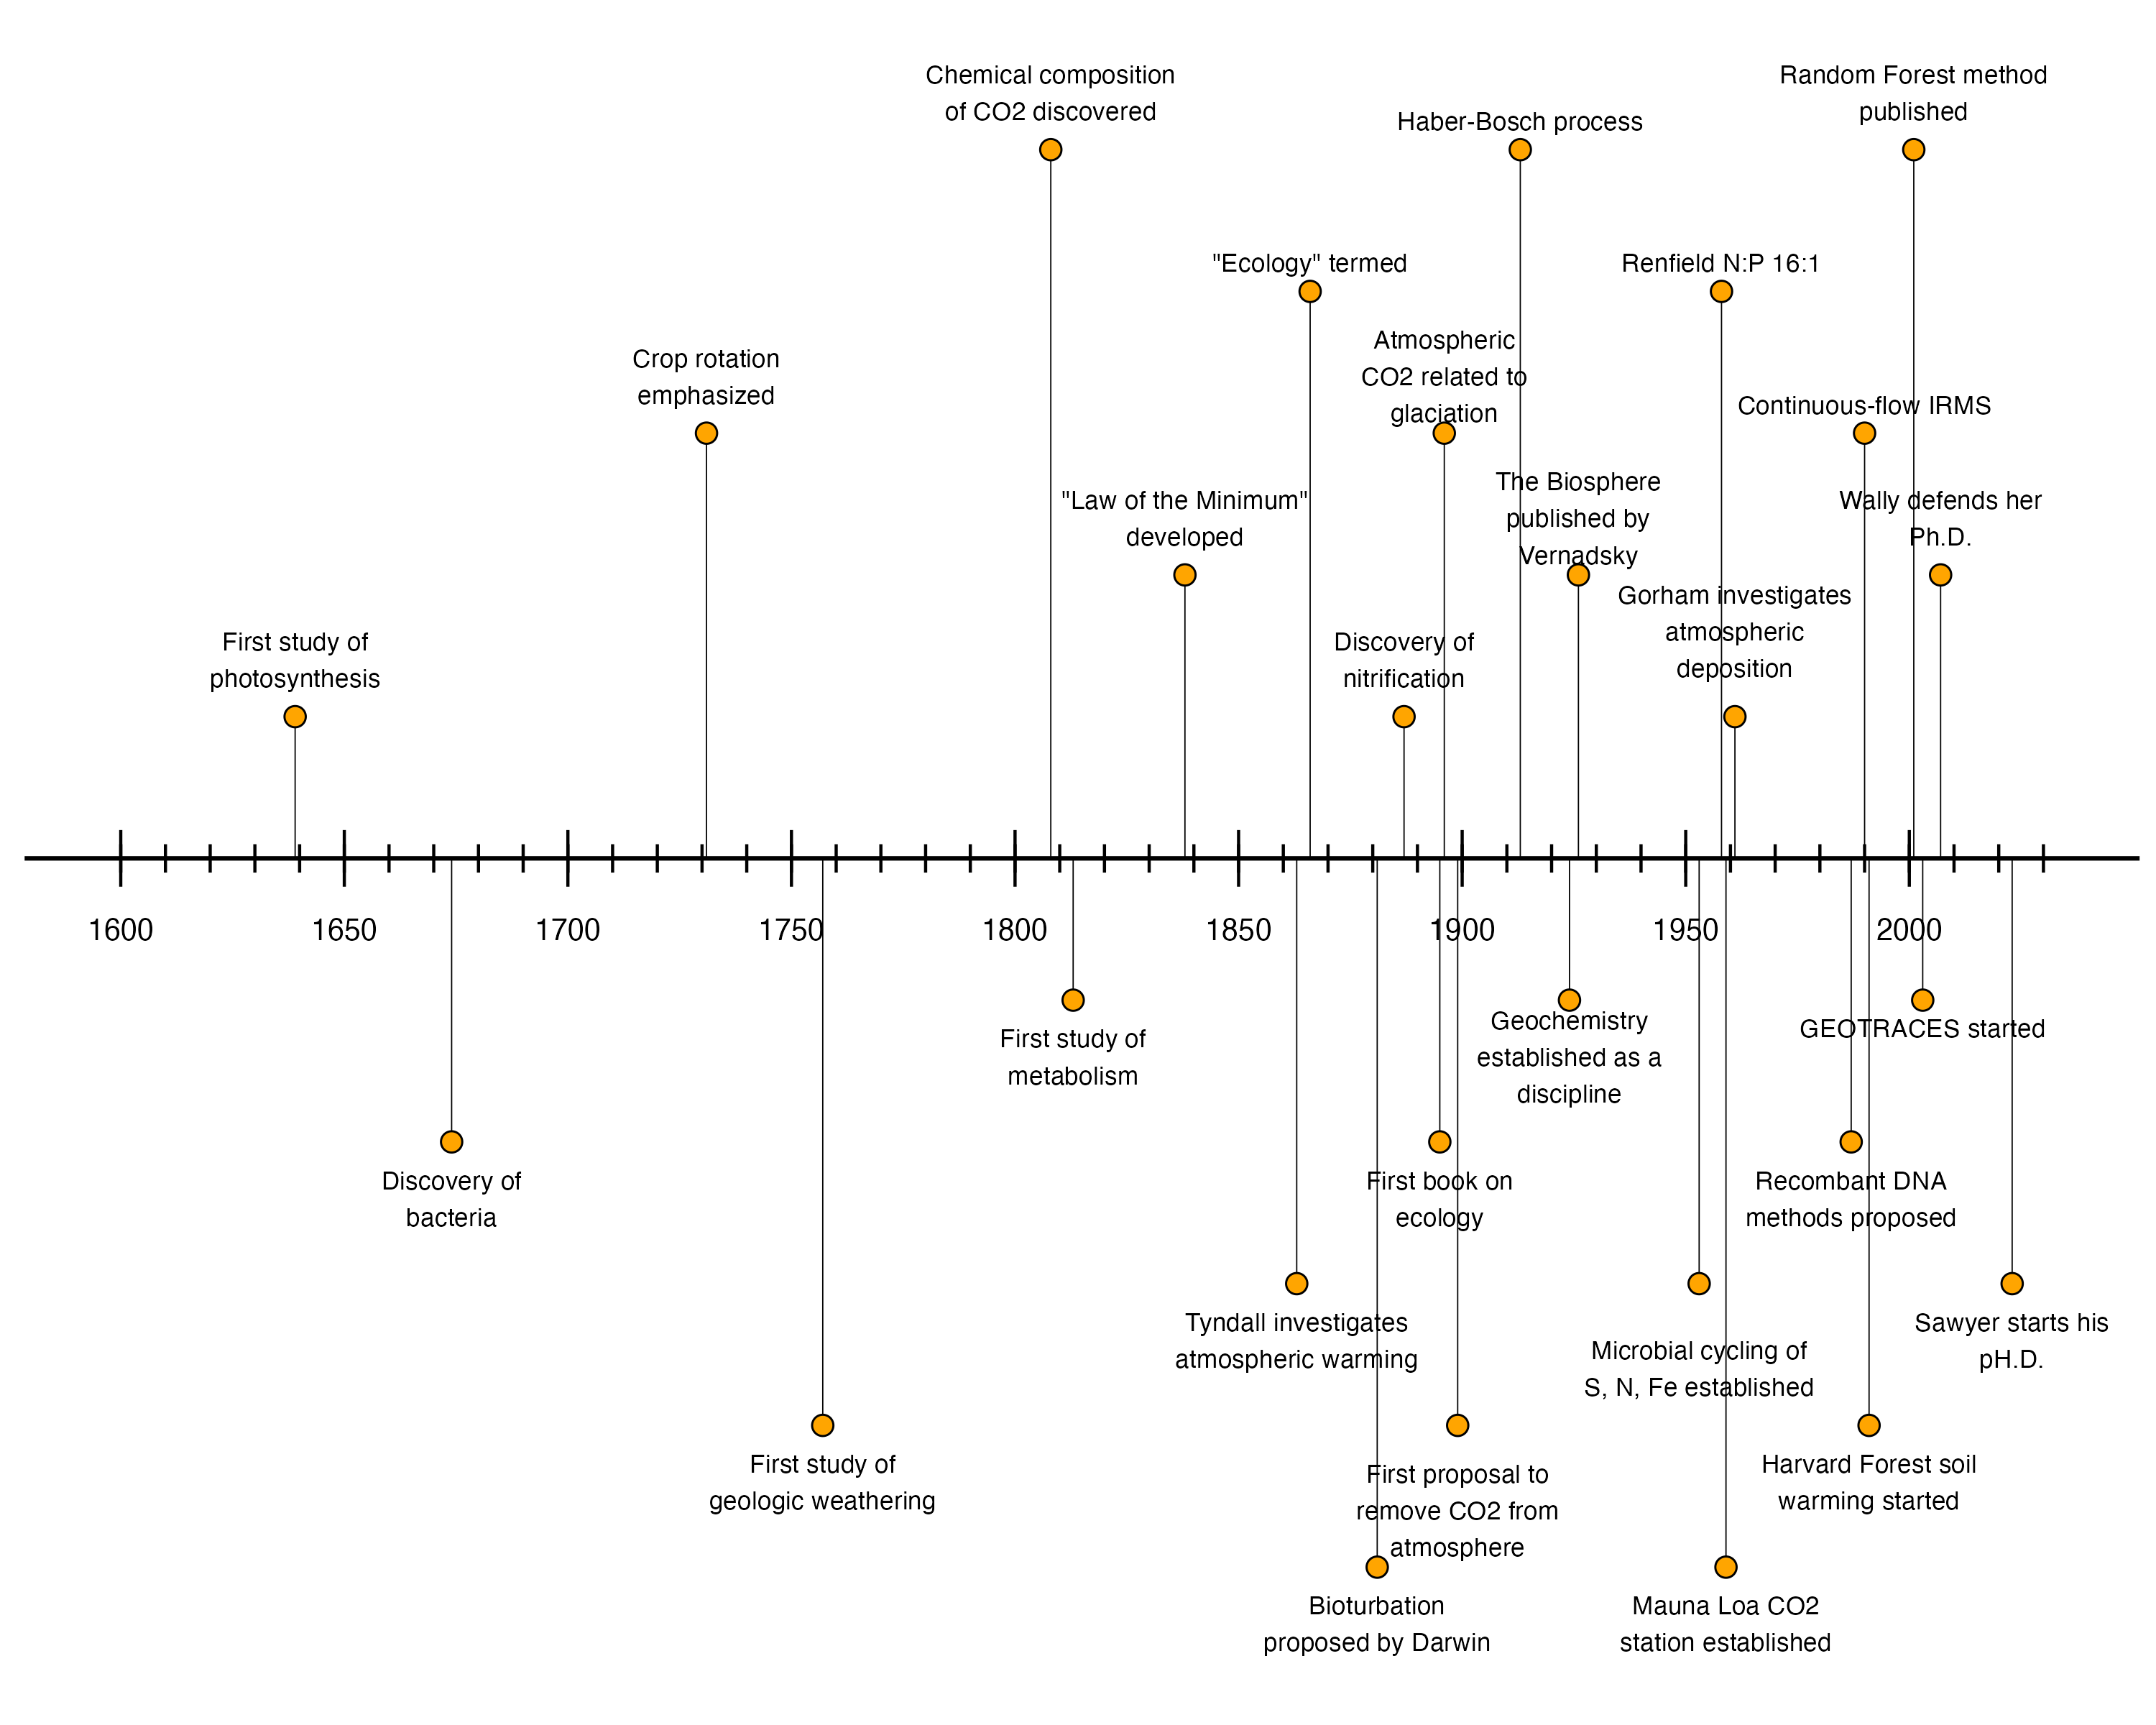 Chemical composition
of CO2 discovered
Random Forest method
published
Haber-Bosch process
"Ecology" termed
Renfield N:P 16:1
Atmospheric
CO2 related to
glaciation
Crop rotation
emphasized
Continuous-flow IRMS
"Law of the Minimum"
developed
The Biosphere
published by
Vernadsky
Wally defends her
Ph.D.
First study of
photosynthesis
Discovery of
nitrification
Gorham investigates
atmospheric
deposition
1600
1650
1700
1750
1800
1850
1900
1950
2000
First study of
metabolism
Geochemistry
established as a
discipline
GEOTRACES started
Discovery of
bacteria
First book on
ecology
Recombant DNA
methods proposed
Tyndall investigates
atmospheric warming
Microbial cycling of
S, N, Fe established
Sawyer starts his
pH.D.
First study of
geologic weathering
First proposal to
remove CO2 from
atmosphere
Harvard Forest soil
warming started
Bioturbation
proposed by Darwin
Mauna Loa CO2
station established